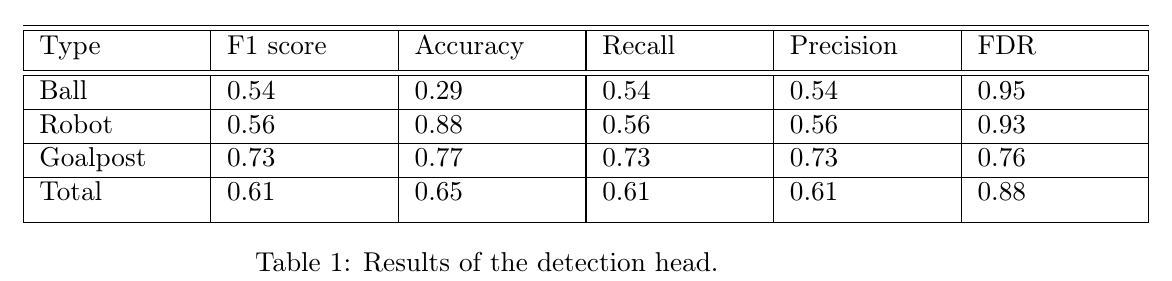 Type F1 score Accuracy Recall Precision FDR
Ball 0.54 0.29 0.54 0.54 0.95
Robot 0.56 0.88 0.56 0.56 0.93
Goalpost 0.73 0.77 0.73 0.73 0.76
Total 0.61 0.65 0.61 0.61 0.88
Table 1: Results of the detection head.